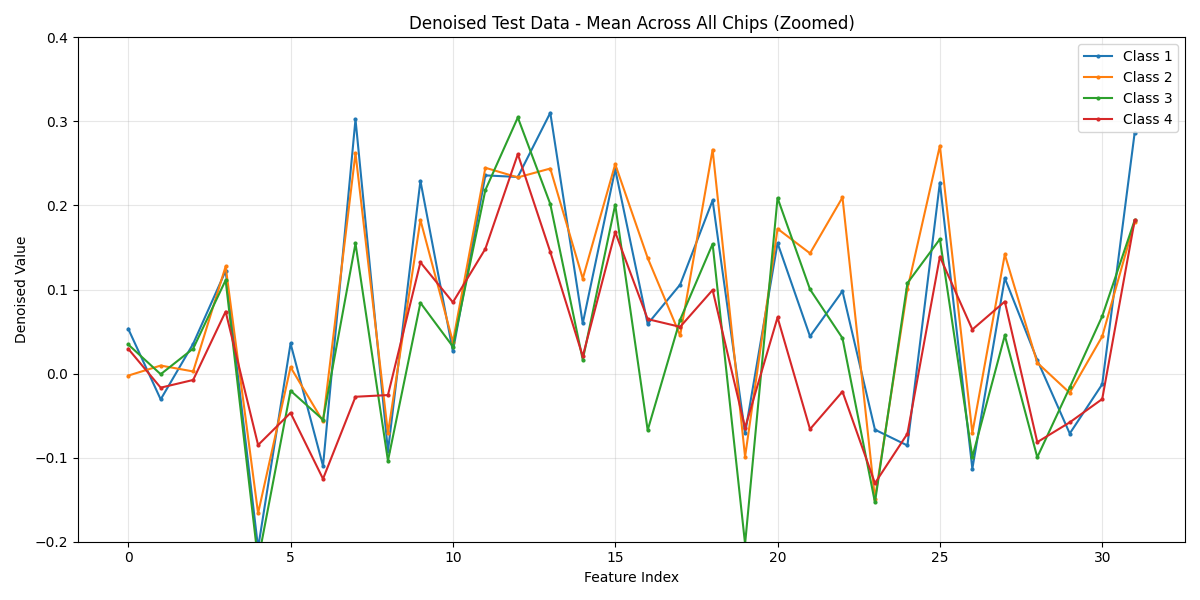 Denoised Test Data - Mean Across All Chips (Zoomed)
Denoised Value
0.4
0.3
0.2
0.1
0.0
−0.1
−0.2
Class 1
Class 2
Class 3
Class 4
0 5 10 15 20 25 30
Feature Index